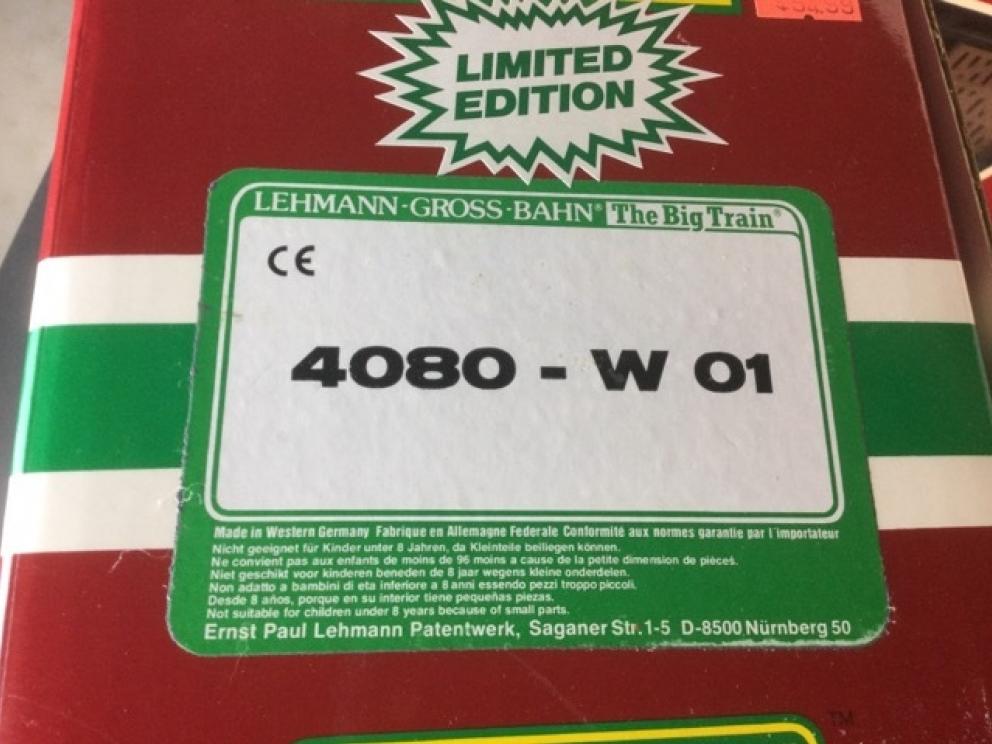 LIMITED
EDITION
LEHMANN-GROSS-BAHN® The Big Train®
CE
4080 - W 01
Made in Western Germany Fabrique en Allemagne Federale Conformité aux normes garantie par l'importateur
Nicht geeignet für Kinder unter 8 Jahren, da Kleinteile beiliegen können.
Ne convient pas aux enfants de moins de 96 moins a cause de la petite dimension de pièces.
Niet geschikt voor kinderen beneden de 8 jaar wegens kleine onderdelen.
Non adatto a bambini di eta inferiore a 8 anni essendo pezzi troppo piccoli.
Desde 8 años, porque en su interior tiene pequeñas piezas.
Not suitable for children under 8 years because of small parts.
Ernst Paul Lehmann Patentwerk, Saganer Str.1-5 D-8500 Nürnberg 50
TM